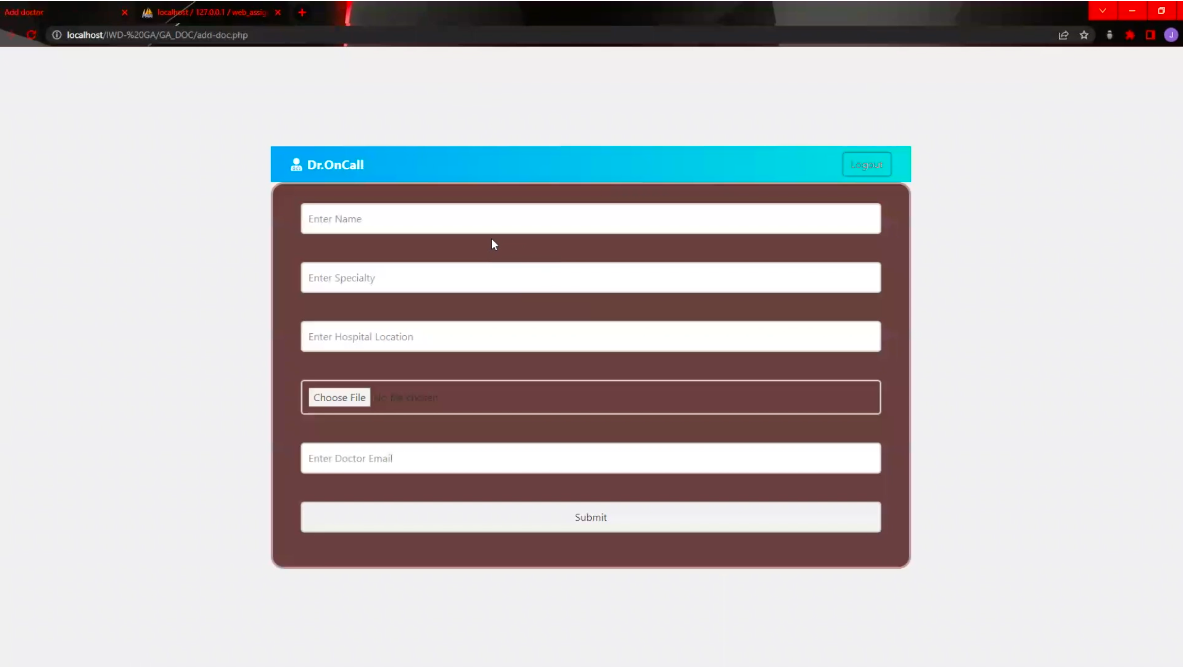 Add doctor
localhost / 127.0.0.1 / web_assig
localhost/IWD-%20GA/GA_DOC/add-doc.php
J
Dr.OnCall
Logout
Enter Name
Enter Specialty
Enter Hospital Location
Choose File No file chosen
Enter Doctor Email
Submit